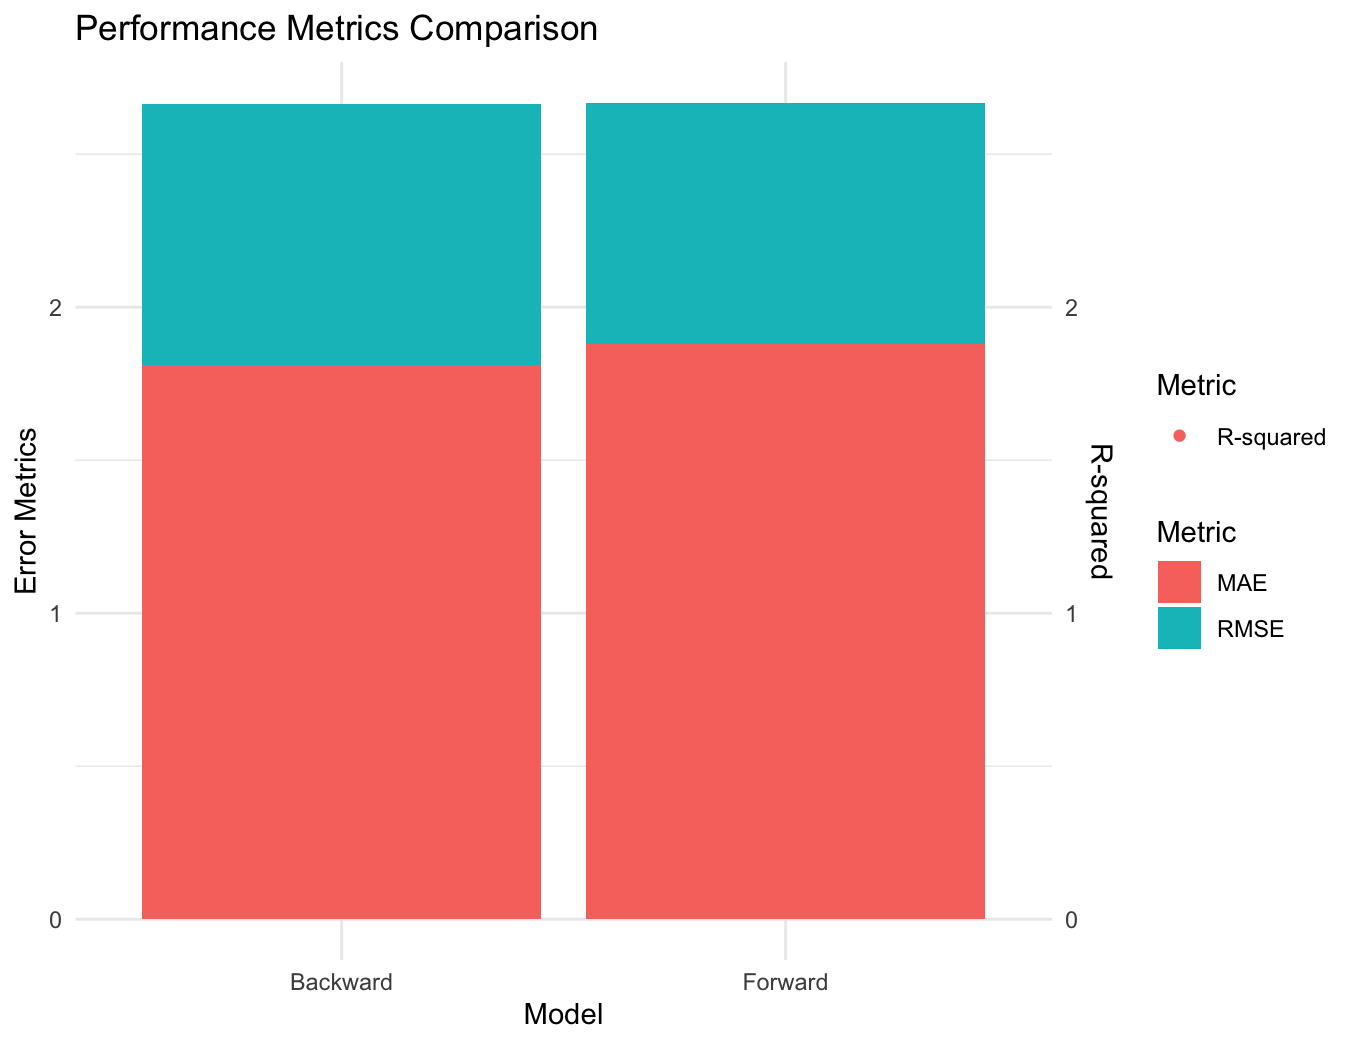 Performance Metrics Comparison
Error Metrics
2
1
0
2
1
0
R-squared
Backward
Forward
Model
Metric
R-squared
Metric
MAE
RMSE